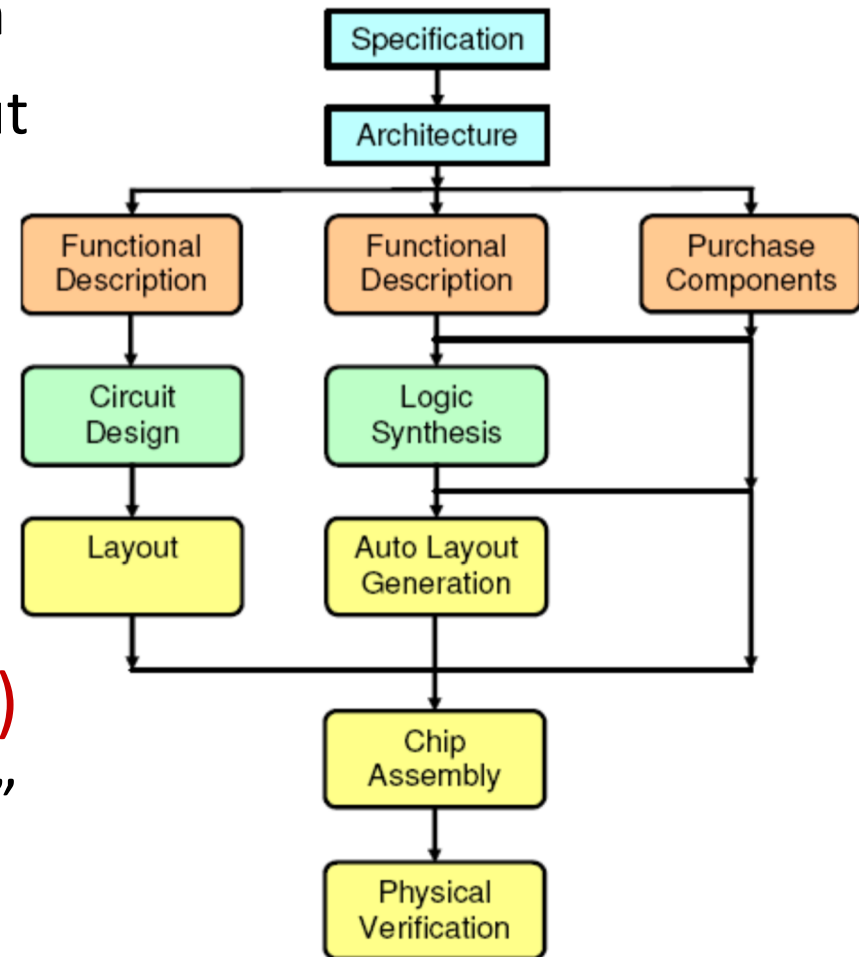 Specification
Architecture
Functional
Description
Functional
Description
Purchase
Components
Circuit
Design
Logic
Synthesis
Layout
Auto Layout
Generation
)
”
Chip
Assembly
Physical
Verification